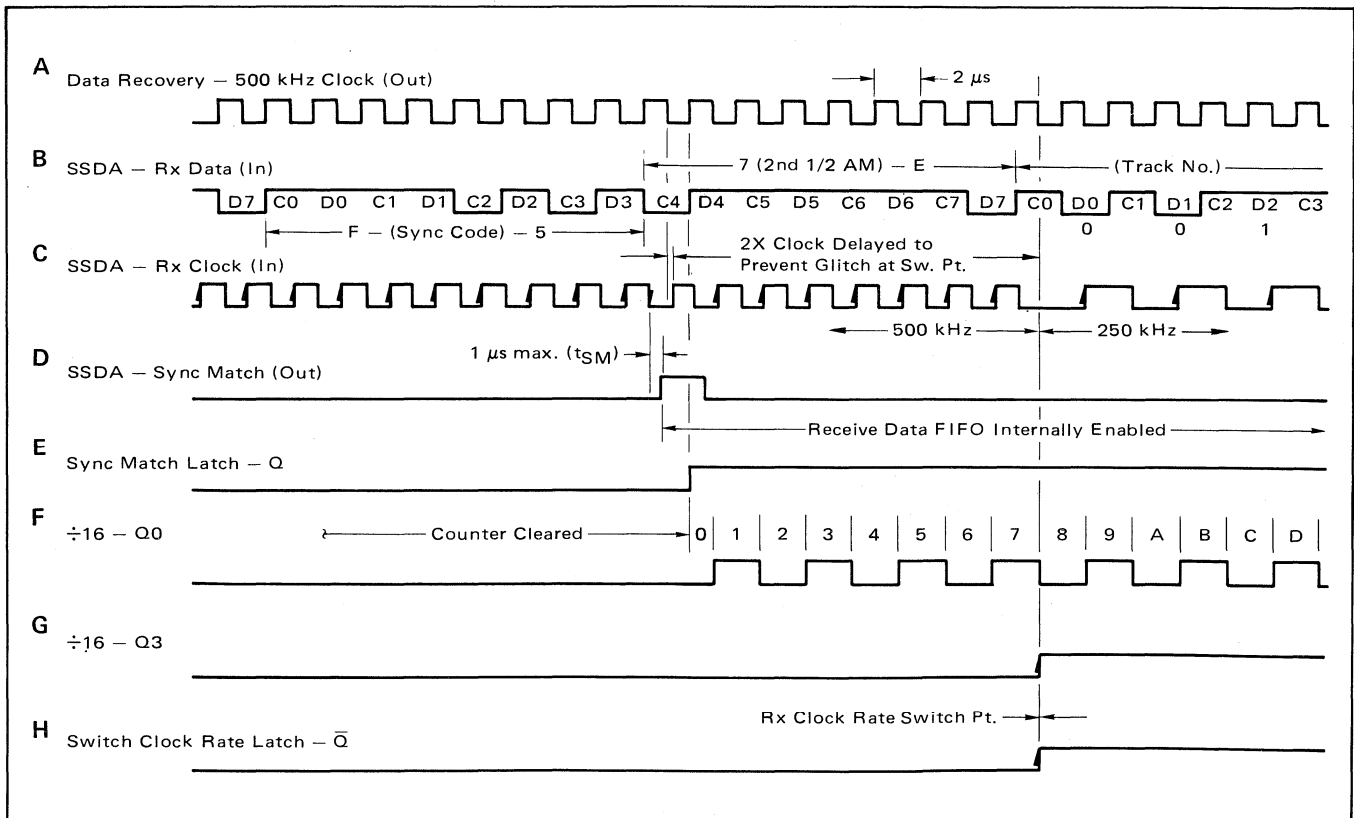 A Data Recovery – 500 kHz Clock (Out)
2 μs
B SSDA – Rx Data (In)
7 (2nd 1/2 AM) – E
(Track No.)
D7 C0 D0 C1 D1 C2 D2 C3 D3 C4 D4 C5 D5 C6 D6 C7 D7 C0 D0 C1 D1 C2 D2 C3
F – (Sync Code) – 5
0 0 1
C SSDA – Rx Clock (In)
2X Clock Delayed to
Prevent Glitch at Sw. Pt.
500 kHz
250 kHz
1 μs max. (tSM)
D SSDA – Sync Match (Out)
Receive Data FIFO Internally Enabled
E Sync Match Latch – Q
F ÷16 – Q0
Counter Cleared
0 1 2 3 4 5 6 7 8 9 A B C D
G ÷16 – Q3
Rx Clock Rate Switch Pt.
H Switch Clock Rate Latch – Q̅